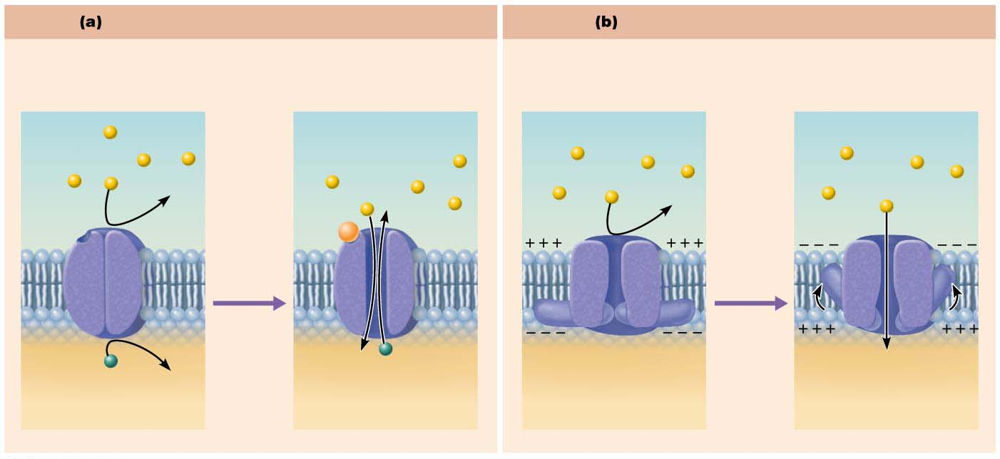 (a)
(b)
+ + +
+ + +
– – –
– – –
– – –
– – –
+ + +
+ + +